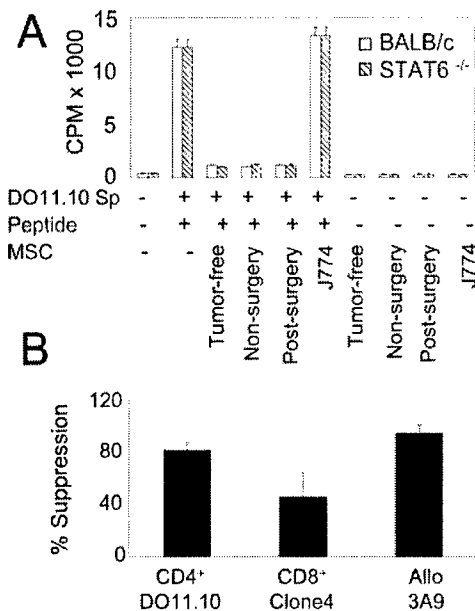 A
CPM x 1000
15
10
5
0
BALB/c
STAT6 -/-
DO11.10 Sp - + + + + + - - - -
Peptide - + + + + + - - - -
MSC - - Tumor-free Non-surgery Post-surgery J774 Tumor-free Non-surgery Post-surgery J774
B
% Suppression
120
80
40
0
CD4+ CD8+ Allo
DO11.10 Clone4 3A9